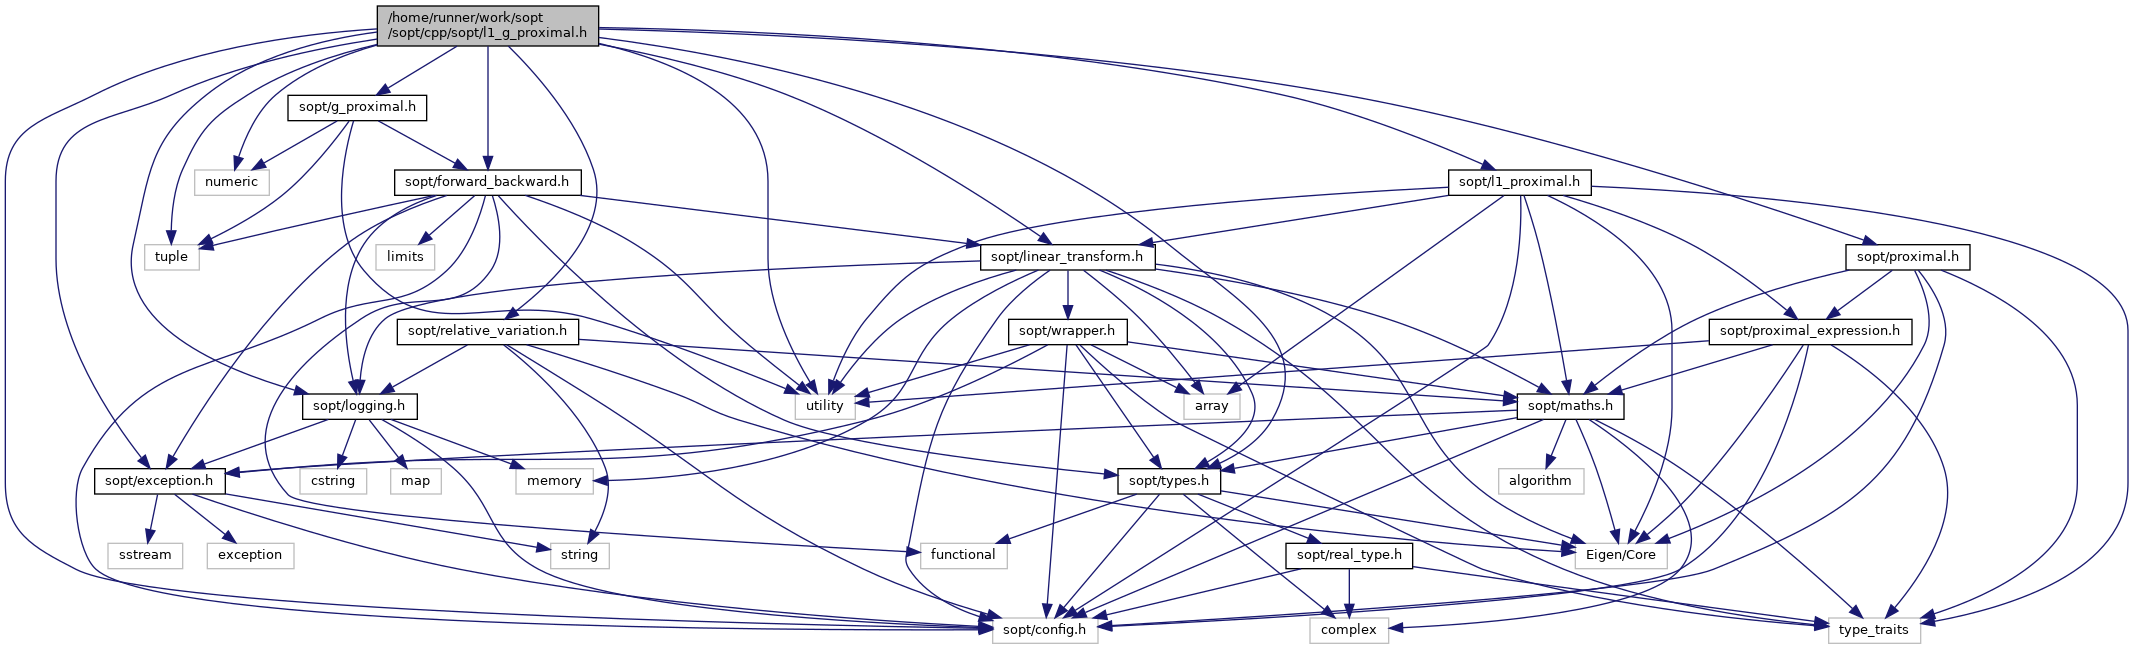 /home/runner/work/sopt
/sopt/cpp/sopt/l1_g_proximal.h
sopt/g_proximal.h
numeric
sopt/forward_backward.h
sopt/l1_proximal.h
tuple
limits
sopt/linear_transform.h
sopt/proximal.h
sopt/relative_variation.h
sopt/wrapper.h
sopt/proximal_expression.h
sopt/logging.h
utility
array
sopt/maths.h
sopt/exception.h
cstring
map
memory
sopt/types.h
algorithm
sstream
exception
string
functional
sopt/real_type.h
Eigen/Core
sopt/config.h
complex
type_traits